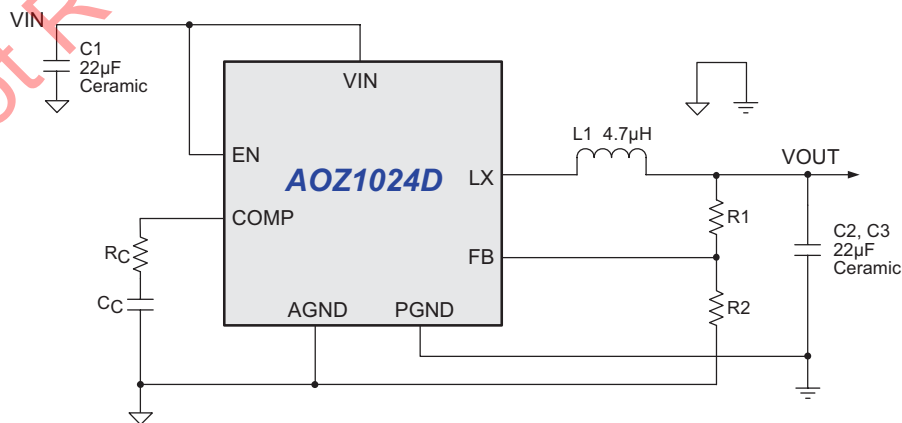 ot R
VIN
C1
22µF
Ceramic
VIN
EN
AOZ1024D
LX
COMP
FB
AGND
PGND
RC
CC
L1 4.7µH
VOUT
R1
R2
C2, C3
22µF
Ceramic